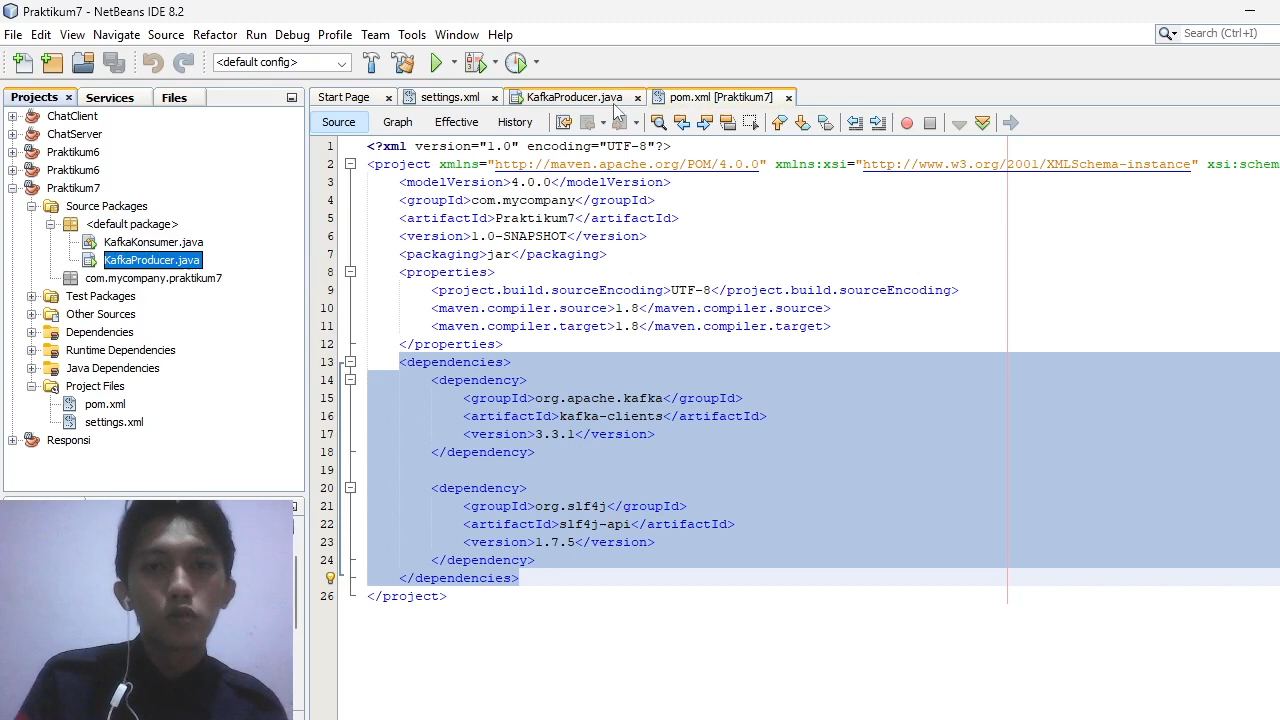 Praktikum7 - NetBeans IDE 8.2
File Edit View Navigate Source Refactor Run Debug Profile Team Tools Window Help
Search (Ctrl+I)
<default config>
Projects Services Files
Start Page settings.xml KafkaProducer.java pom.xml [Praktikum7]
Source Graph Effective History
ChatClient
ChatServer
Praktikum6
Praktikum6
Praktikum7
Source Packages
<default package>
KafkaKonsumer.java
KafkaProducer.java
com.mycompany.praktikum7
Test Packages
Other Sources
Dependencies
Runtime Dependencies
Java Dependencies
Project Files
pom.xml
settings.xml
Responsi
1 <?xml version="1.0" encoding="UTF-8"?>
2 <project xmlns="http://maven.apache.org/POM/4.0.0" xmlns:xsi="http://www.w3.org/2001/XMLSchema-instance" xsi:schem
3 <modelVersion>4.0.0</modelVersion>
4 <groupId>com.mycompany</groupId>
5 <artifactId>Praktikum7</artifactId>
6 <version>1.0-SNAPSHOT</version>
7 <packaging>jar</packaging>
8 <properties>
9 <project.build.sourceEncoding>UTF-8</project.build.sourceEncoding>
10 <maven.compiler.source>1.8</maven.compiler.source>
11 <maven.compiler.target>1.8</maven.compiler.target>
12 </properties>
13 <dependencies>
14 <dependency>
15 <groupId>org.apache.kafka</groupId>
16 <artifactId>kafka-clients</artifactId>
17 <version>3.3.1</version>
18 </dependency>
19
20 <dependency>
21 <groupId>org.slf4j</groupId>
22 <artifactId>slf4j-api</artifactId>
23 <version>1.7.5</version>
24 </dependency>
</dependencies>
26 </project>